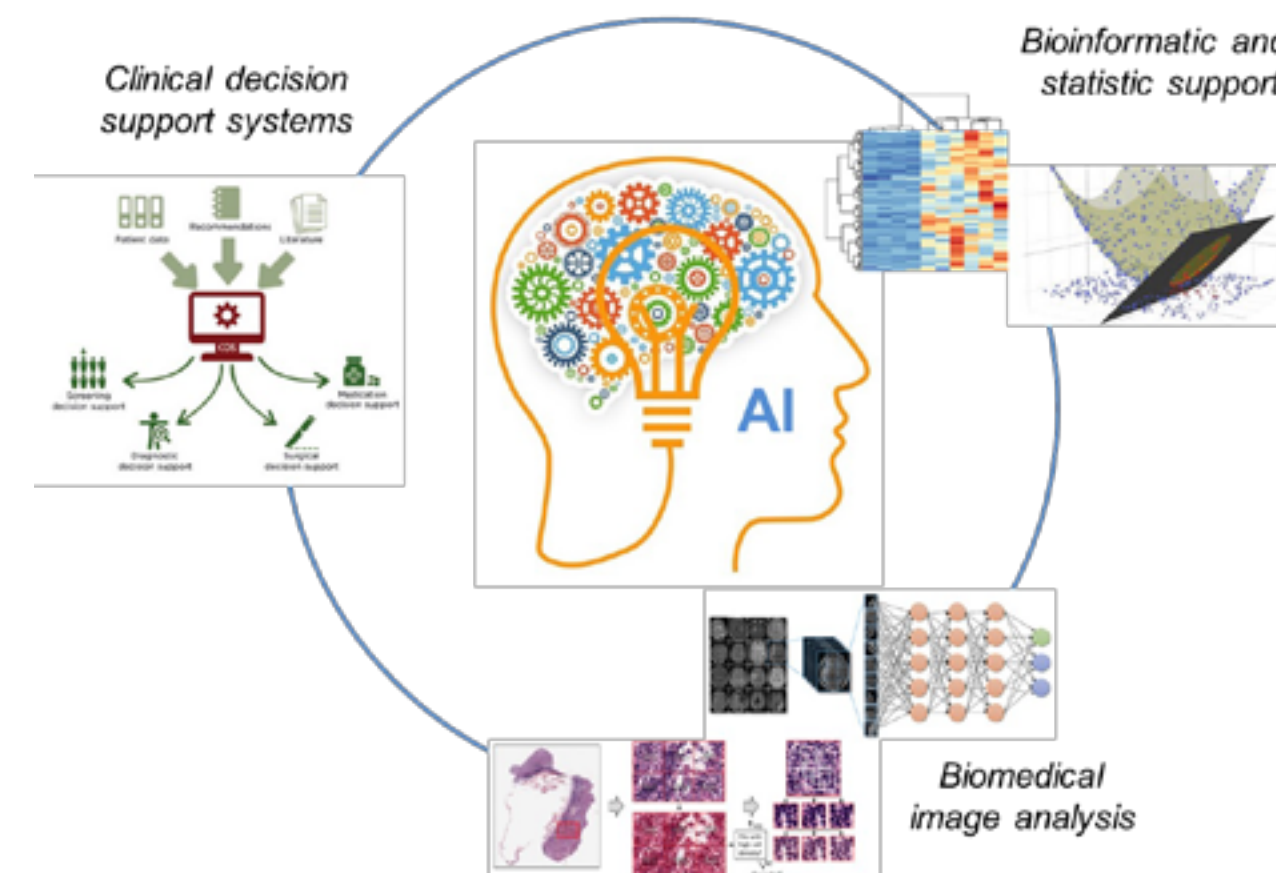 Clinical decision
support systems
Bioinformatic and
statistic support
Patient data
Recommendations
Literature
CDS
Screening
decision support
Medication
decision support
Diagnostic
decision support
Surgical
decision support
AI
Biomedical
image analysis